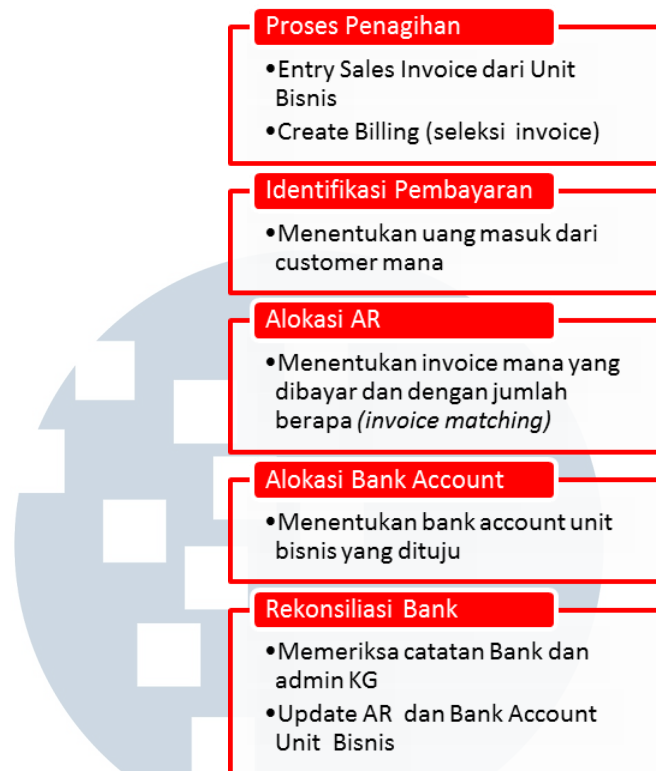 Proses Penagihan
•Entry Sales Invoice dari Unit
Bisnis
•Create Billing (seleksi invoice)
Identifikasi Pembayaran
•Menentukan uang masuk dari
customer mana
Alokasi AR
•Menentukan invoice mana yang
dibayar dan dengan jumlah
berapa (invoice matching)
Alokasi Bank Account
•Menentukan bank account unit
bisnis yang dituju
Rekonsiliasi Bank
•Memeriksa catatan Bank dan
admin KG
•Update AR dan Bank Account
Unit Bisnis